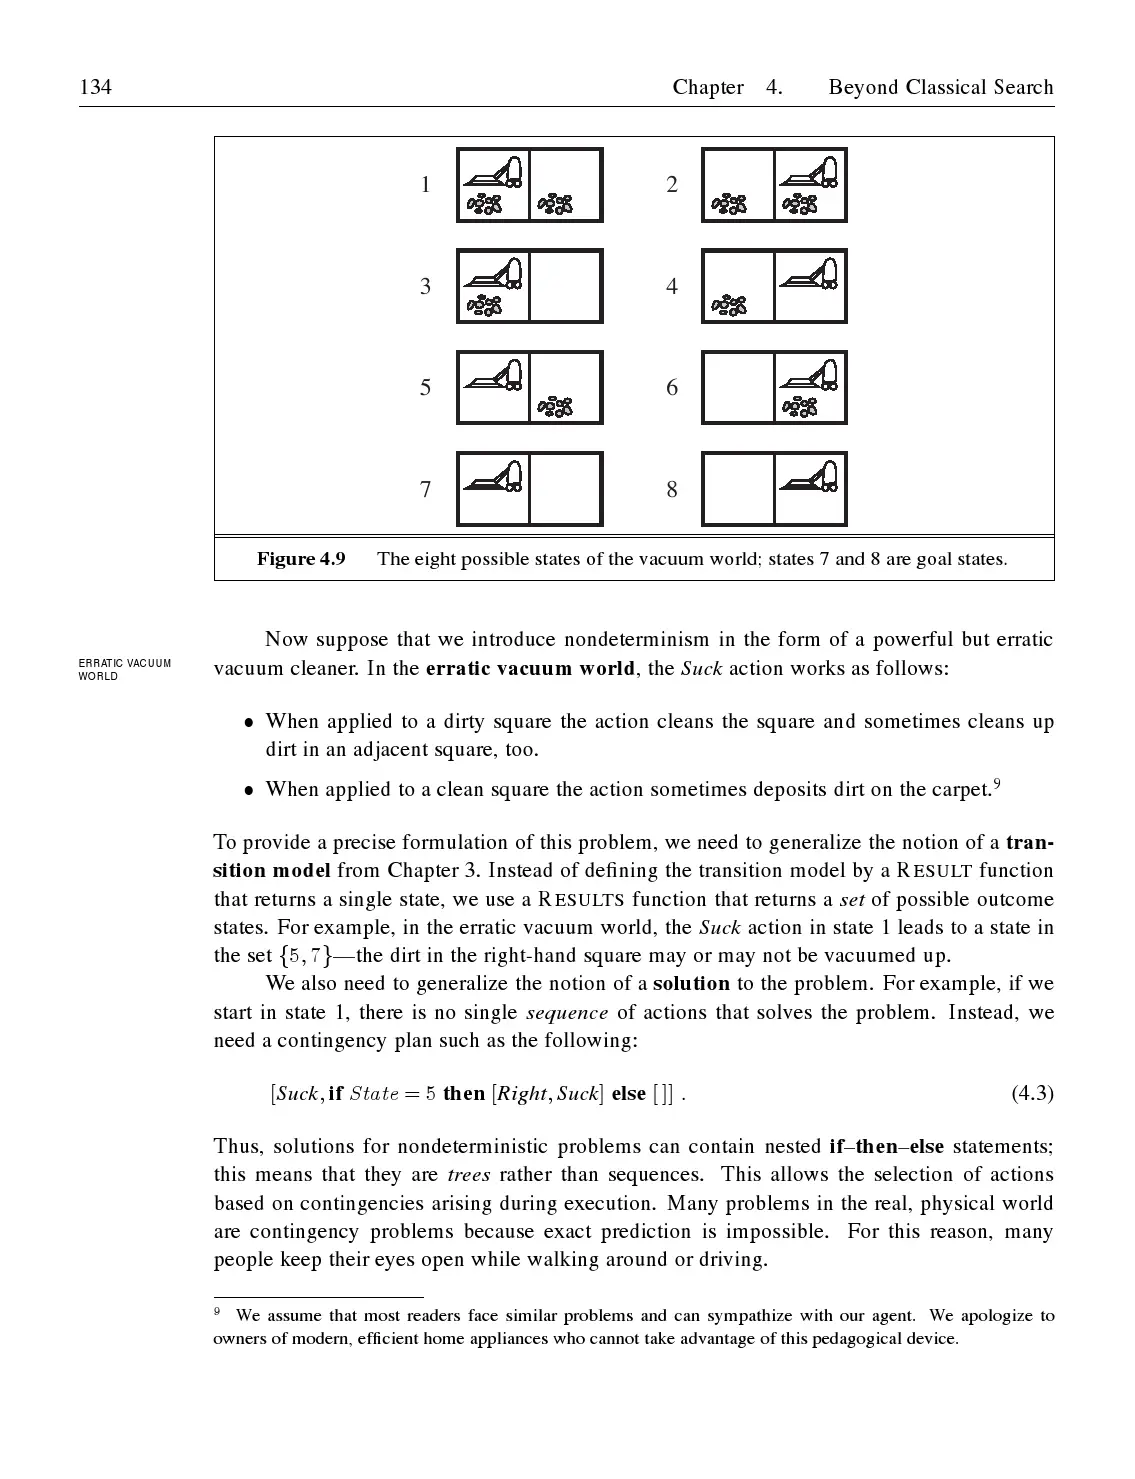 134 Chapter 4. Beyond Classical Search
1 2
3 4
5 6
7 8
Figure 4.9 The eight possible states of the vacuum world; states 7 and 8 are goal states.
Now suppose that we introduce nondeterminism in the form of a powerful but erratic
ERRATIC VACUUM
WORLD
vacuum cleaner. In the erratic vacuum world, the Suck action works as follows:
• When applied to a dirty square the action cleans the square and sometimes cleans up
dirt in an adjacent square, too.
• When applied to a clean square the action sometimes deposits dirt on the carpet.⁹
To provide a precise formulation of this problem, we need to generalize the notion of a tran-
sition model from Chapter 3. Instead of defining the transition model by a RESULT function
that returns a single state, we use a RESULTS function that returns a set of possible outcome
states. For example, in the erratic vacuum world, the Suck action in state 1 leads to a state in
the set {5, 7}—the dirt in the right-hand square may or may not be vacuumed up.
We also need to generalize the notion of a solution to the problem. For example, if we
start in state 1, there is no single sequence of actions that solves the problem. Instead, we
need a contingency plan such as the following:
[Suck, if State = 5 then [Right, Suck] else [ ]] . (4.3)
Thus, solutions for nondeterministic problems can contain nested if–then–else statements;
this means that they are trees rather than sequences. This allows the selection of actions
based on contingencies arising during execution. Many problems in the real, physical world
are contingency problems because exact prediction is impossible. For this reason, many
people keep their eyes open while walking around or driving.
⁹ We assume that most readers face similar problems and can sympathize with our agent. We apologize to
owners of modern, efficient home appliances who cannot take advantage of this pedagogical device.